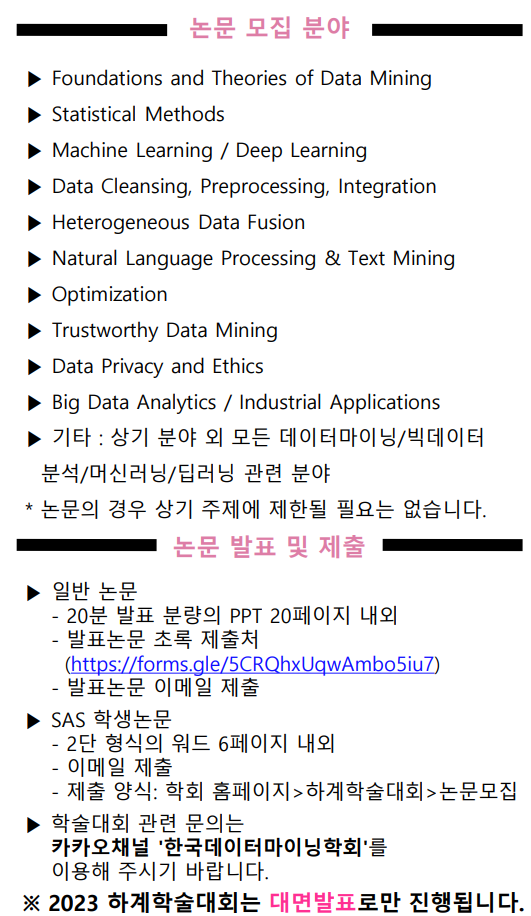 논문 모집 분야
▶ Foundations and Theories of Data Mining
▶ Statistical Methods
▶ Machine Learning / Deep Learning
▶ Data Cleansing, Preprocessing, Integration
▶ Heterogeneous Data Fusion
▶ Natural Language Processing & Text Mining
▶ Optimization
▶ Trustworthy Data Mining
▶ Data Privacy and Ethics
▶ Big Data Analytics / Industrial Applications
▶ 기타 : 상기 분야 외 모든 데이터마이닝/빅데이터
분석/머신러닝/딥러닝 관련 분야
* 논문의 경우 상기 주제에 제한될 필요는 없습니다.
논문 발표 및 제출
▶ 일반 논문
- 20분 발표 분량의 PPT 20페이지 내외
- 발표논문 초록 제출처
(https://forms.gle/5CRQhxUqwAmbo5iu7)
- 발표논문 이메일 제출
▶ SAS 학생논문
- 2단 형식의 워드 6페이지 내외
- 이메일 제출
- 제출 양식: 학회 홈페이지>하계학술대회>논문모집
▶ 학술대회 관련 문의는
카카오채널 '한국데이터마이닝학회'를
이용해 주시기 바랍니다.
※ 2023 하계학술대회는 대면발표로만 진행됩니다.